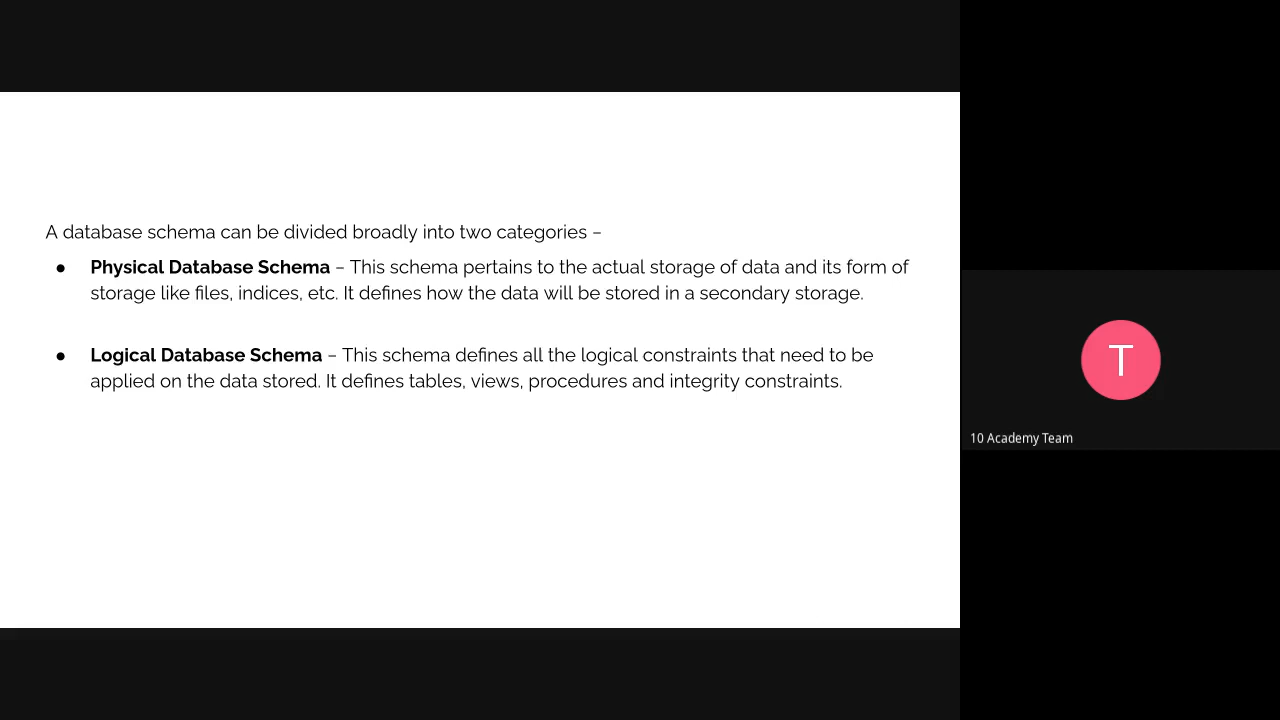 A database schema can be divided broadly into two categories –
● Physical Database Schema – This schema pertains to the actual storage of data and its form of
storage like files, indices, etc. It defines how the data will be stored in a secondary storage.
● Logical Database Schema – This schema defines all the logical constraints that need to be
applied on the data stored. It defines tables, views, procedures and integrity constraints.
T
10 Academy Team